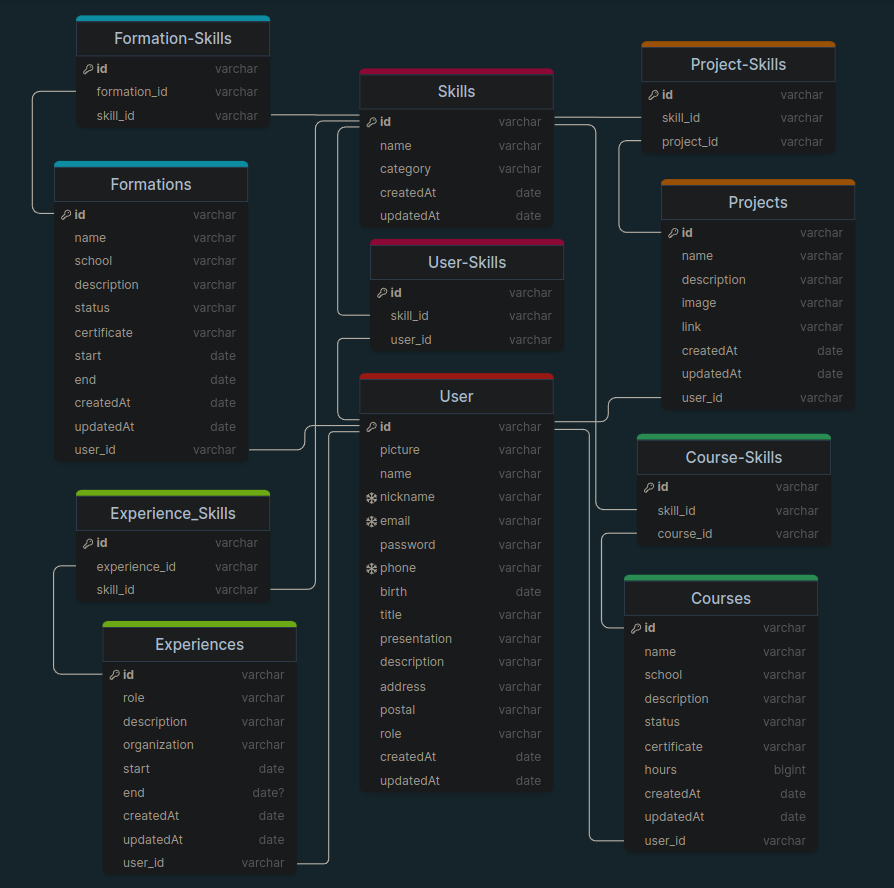 Formation-Skills
id varchar
formation_id varchar
skill_id varchar
Formations
id varchar
name varchar
school varchar
description varchar
status varchar
certificate varchar
start date
end date
createdAt date
updatedAt date
user_id varchar
Experience_Skills
id varchar
experience_id varchar
skill_id varchar
Experiences
id varchar
role varchar
description varchar
organization varchar
start date
end date?
createdAt date
updatedAt date
user_id varchar
Skills
id varchar
name varchar
category varchar
createdAt date
updatedAt date
User-Skills
id varchar
skill_id varchar
user_id varchar
User
id varchar
picture varchar
name varchar
nickname varchar
email varchar
password varchar
phone varchar
birth date
title varchar
presentation varchar
description varchar
address varchar
postal varchar
role varchar
createdAt date
updatedAt date
Project-Skills
id varchar
skill_id varchar
project_id varchar
Projects
id varchar
name varchar
description varchar
image varchar
link varchar
createdAt date
updatedAt date
user_id varchar
Course-Skills
id varchar
skill_id varchar
course_id varchar
Courses
id varchar
name varchar
school varchar
description varchar
status varchar
certificate varchar
hours bigint
createdAt date
updatedAt date
user_id varchar